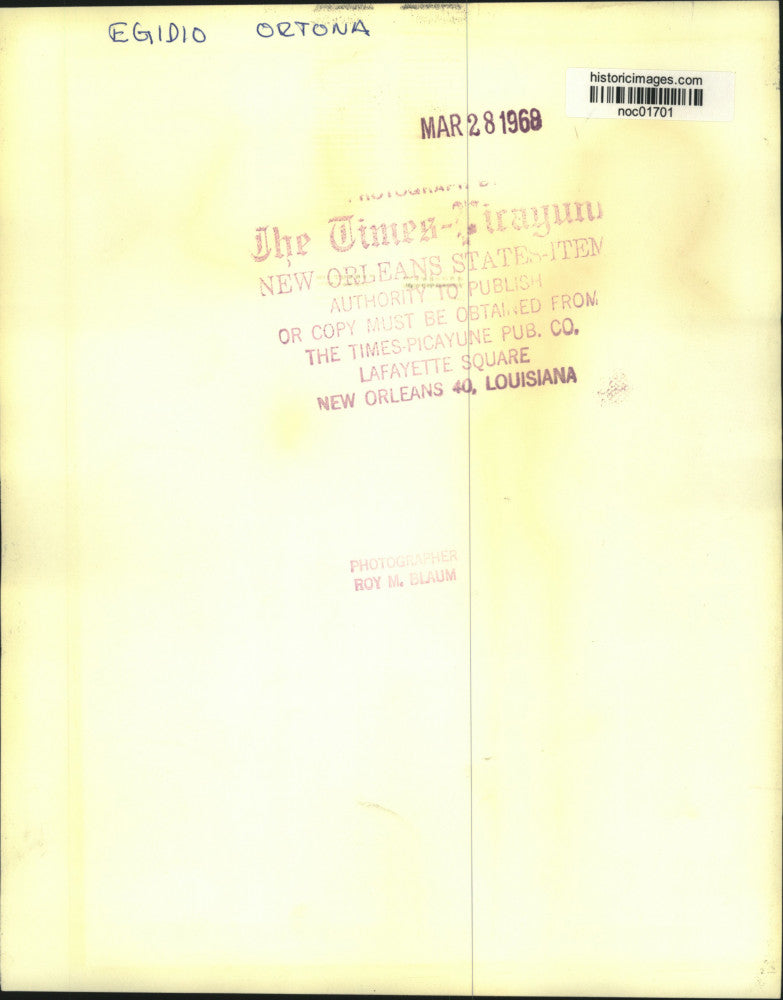 EGIDIO ORTONA
historicimages.com
noc01701
MAR 28 1968
The Times-Picayune
NEW ORLEANS STATES-ITEM
AUTHORITY TO PUBLISH
OR COPY MUST BE OBTAINED FROM
THE TIMES-PICAYUNE PUB. CO.
LAFAYETTE SQUARE
NEW ORLEANS 40, LOUISIANA
PHOTOGRAPHER
ROY M. BLAUM